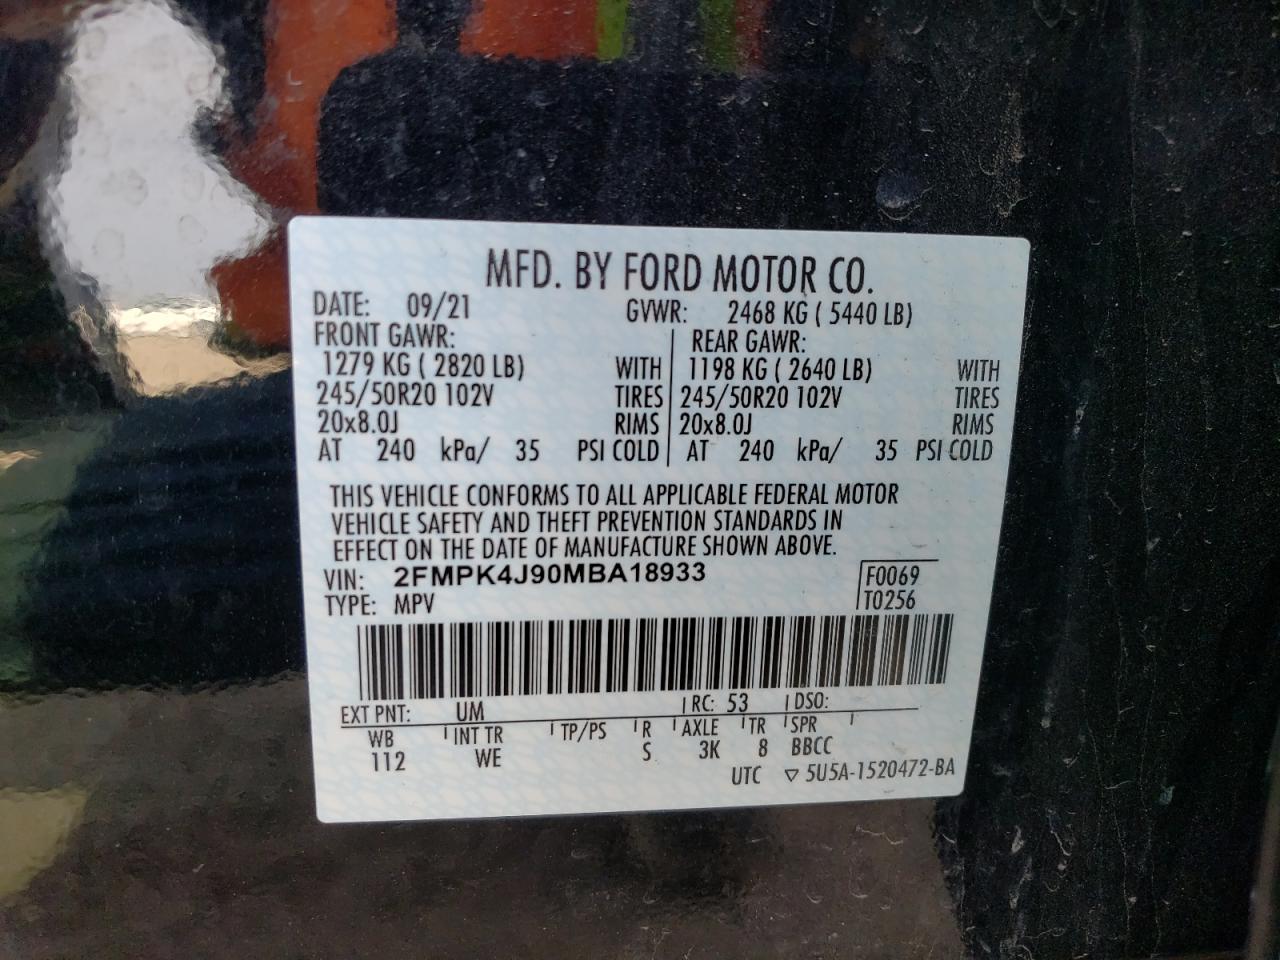 MFD. BY FORD MOTOR CO.
DATE: 09/21 GVWR: 2468 KG ( 5440 LB)
FRONT GAWR: REAR GAWR:
1279 KG ( 2820 LB) WITH 1198 KG ( 2640 LB) WITH
245/50R20 102V TIRES 245/50R20 102V TIRES
20x8.0J RIMS 20x8.0J RIMS
AT 240 kPa/ 35 PSI COLD AT 240 kPa/ 35 PSI COLD
THIS VEHICLE CONFORMS TO ALL APPLICABLE FEDERAL MOTOR
VEHICLE SAFETY AND THEFT PREVENTION STANDARDS IN
EFFECT ON THE DATE OF MANUFACTURE SHOWN ABOVE.
VIN: 2FMPK4J90MBA18933 F0069
TYPE: MPV T0256
EXT PNT: UM RC: 53 DSO:
WB INT TR TP/PS R AXLE TR SPR
112 WE S 3K 8 BBCC
UTC ▽ 5U5A-1520472-BA